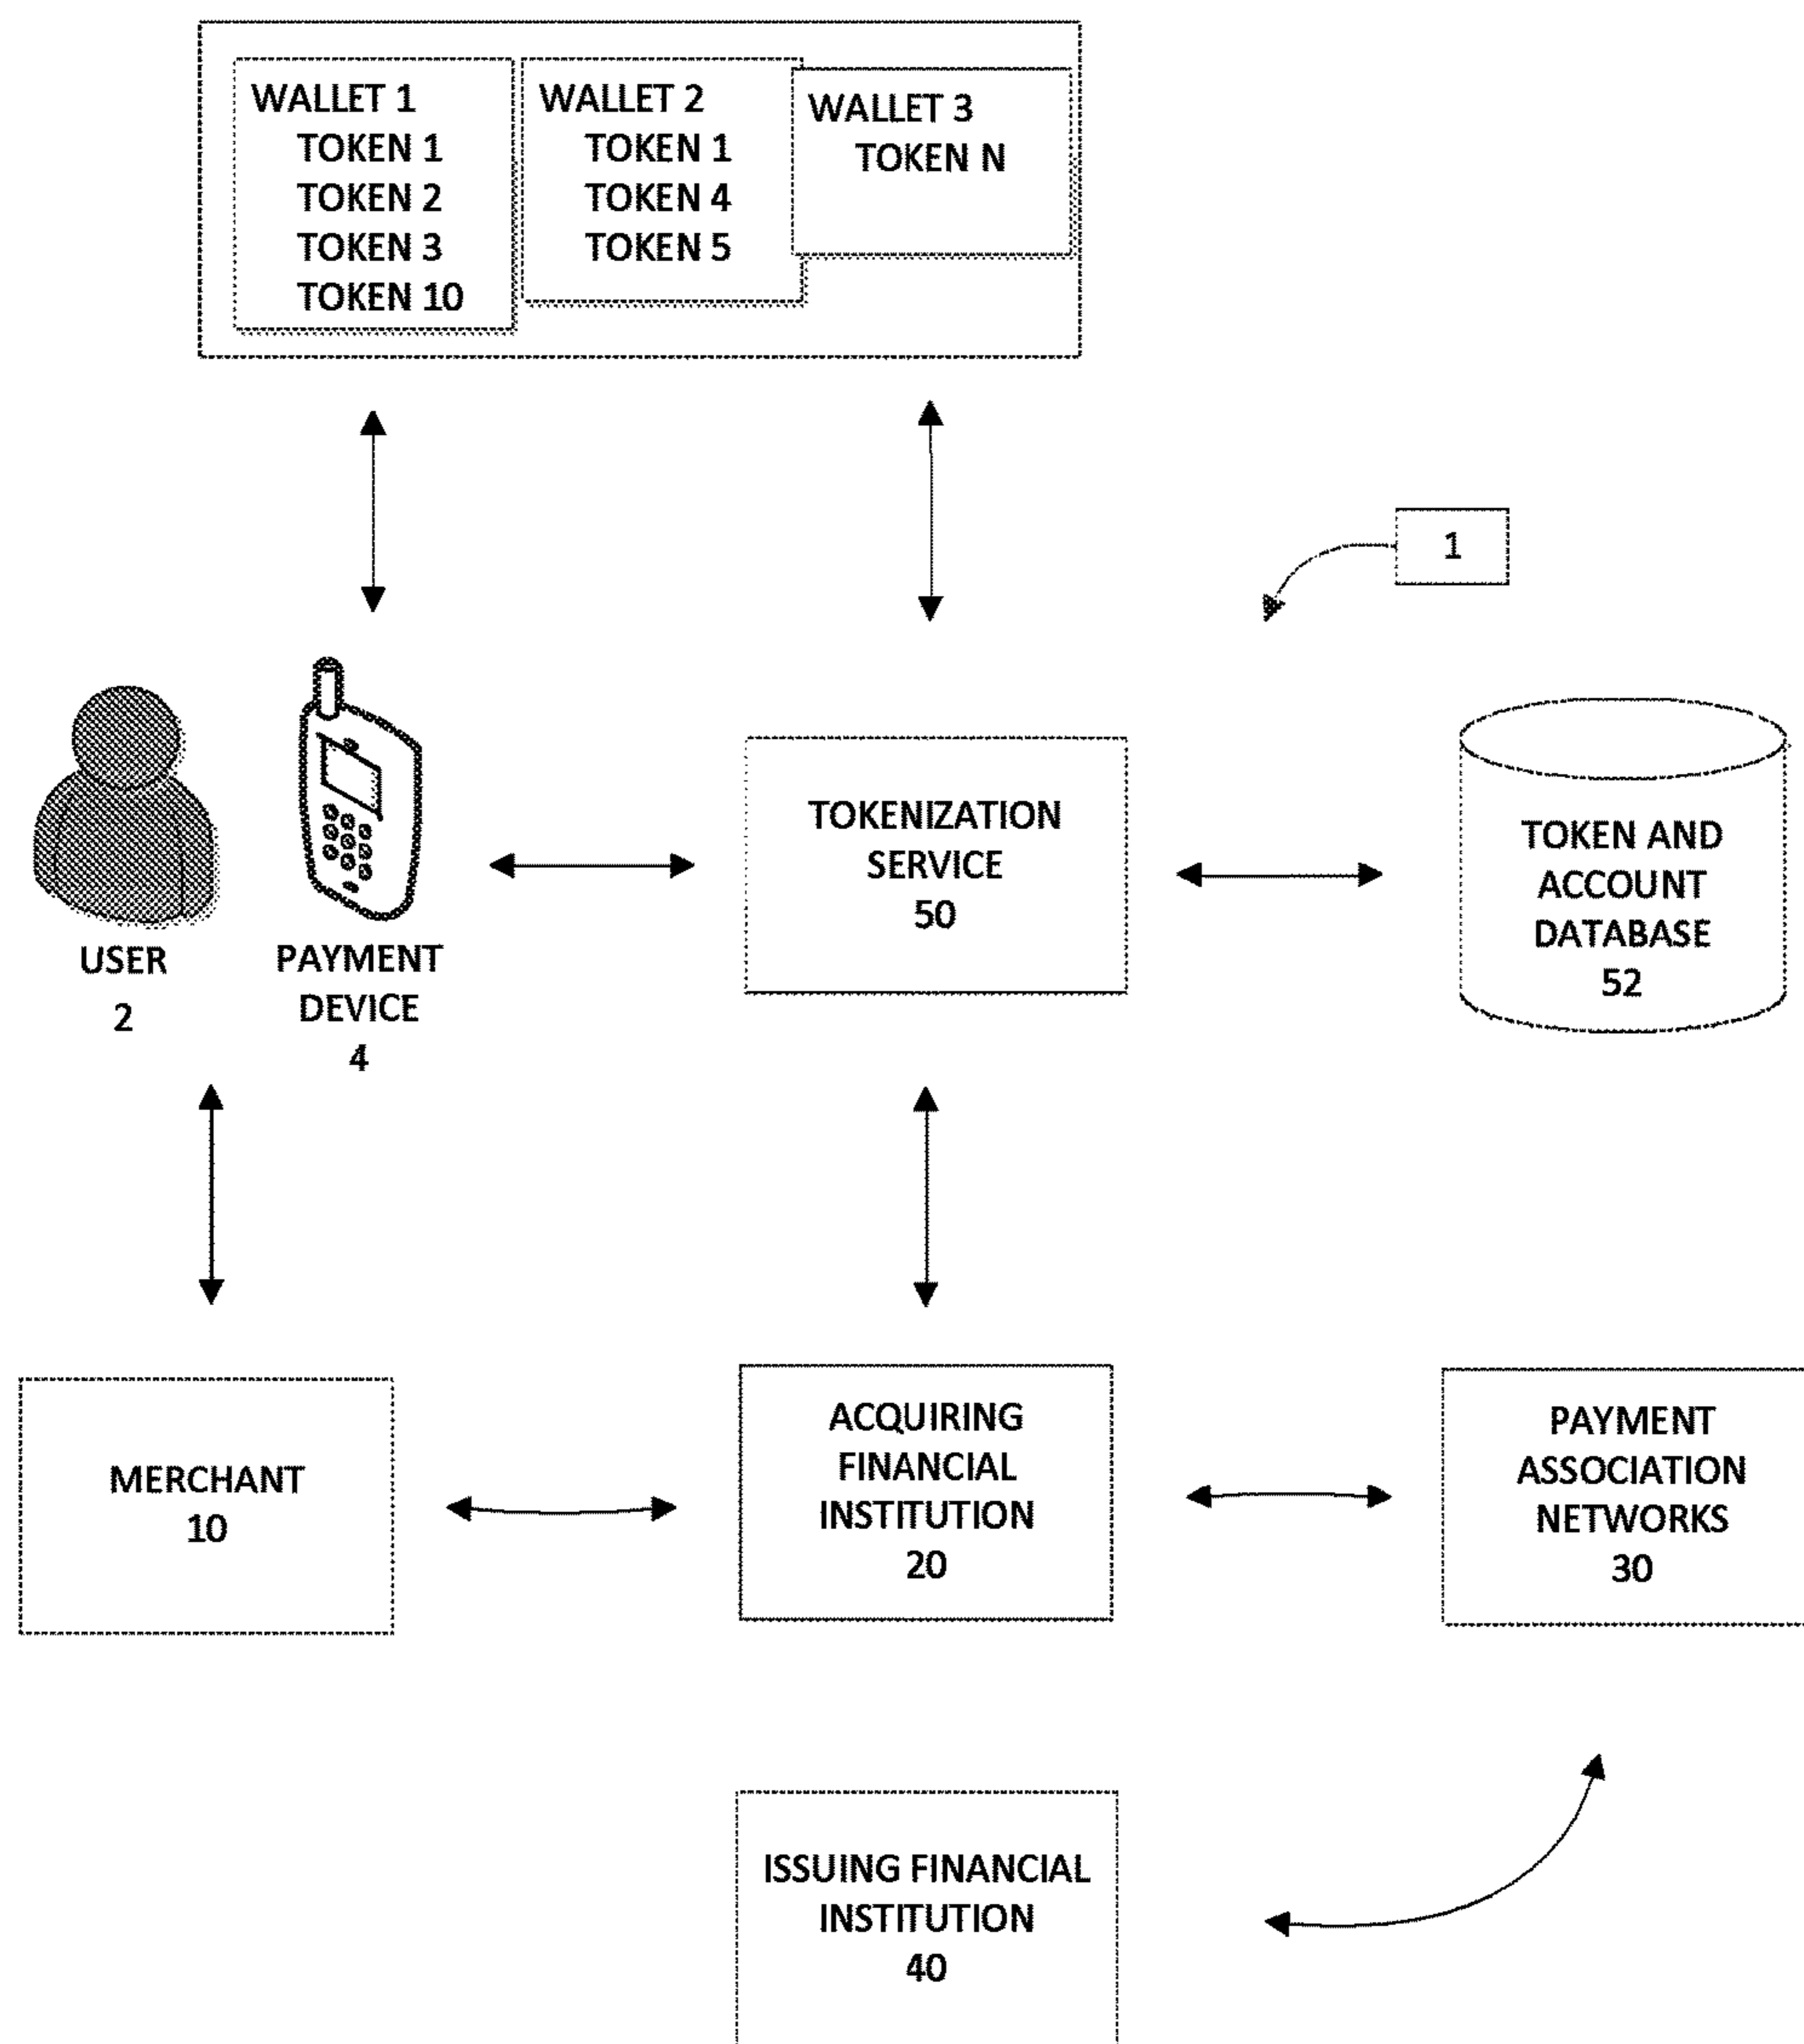 WALLET 1
TOKEN 1
TOKEN 2
TOKEN 3
TOKEN 10
WALLET 2
TOKEN 1
TOKEN 4
TOKEN 5
WALLET 3
TOKEN N
1
USER
2
PAYMENT
DEVICE
4
TOKENIZATION
SERVICE
50
TOKEN AND
ACCOUNT
DATABASE
52
MERCHANT
10
ACQUIRING
FINANCIAL
INSTITUTION
20
PAYMENT
ASSOCIATION
NETWORKS
30
ISSUING FINANCIAL
INSTITUTION
40